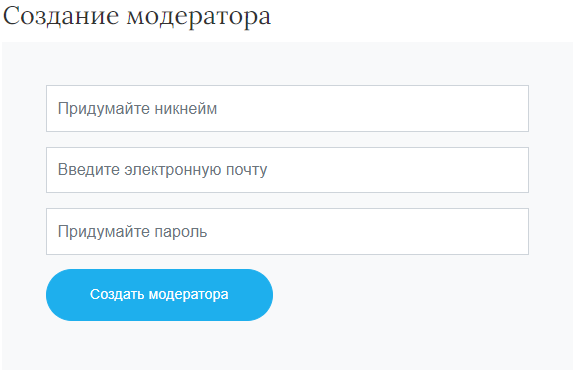 Создание модератора
Придумайте никнейм
Введите электронную почту
Придумайте пароль
Создать модератора